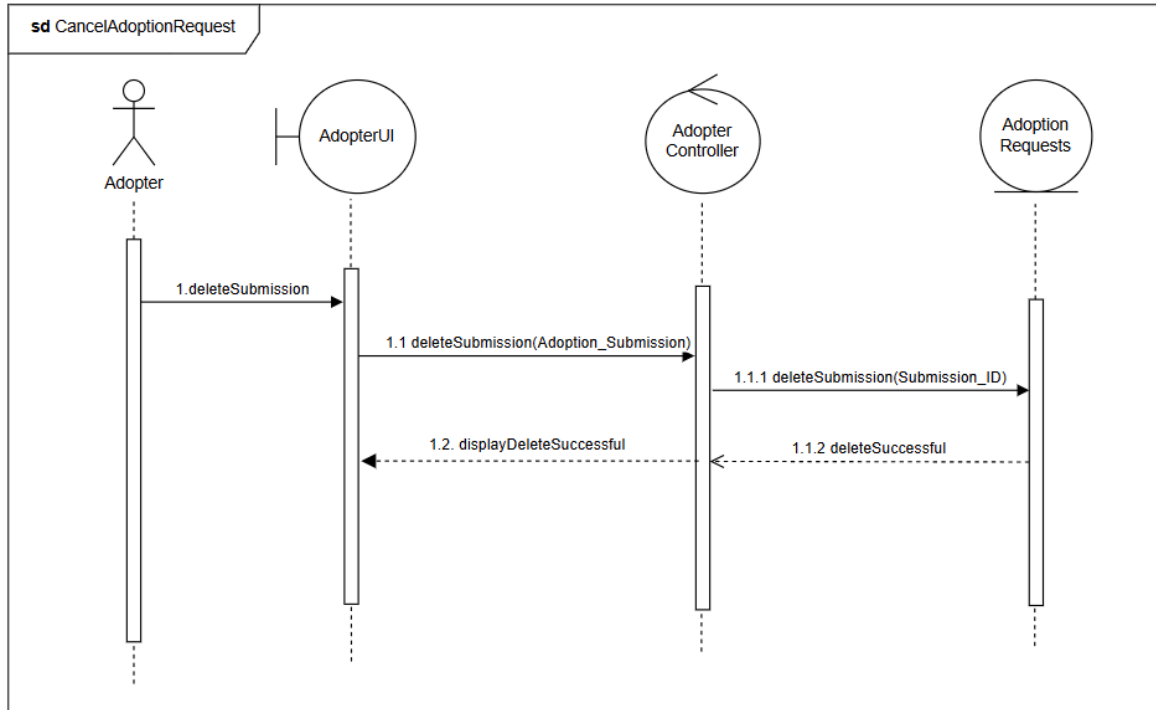 sd CancelAdoptionRequest
Adopter
AdopterUI
Adopter
Controller
Adoption
Requests
1.deleteSubmission
1.1 deleteSubmission(Adoption_Submission)
1.1.1 deleteSubmission(Submission_ID)
1.2. displayDeleteSuccessful
1.1.2 deleteSuccessful